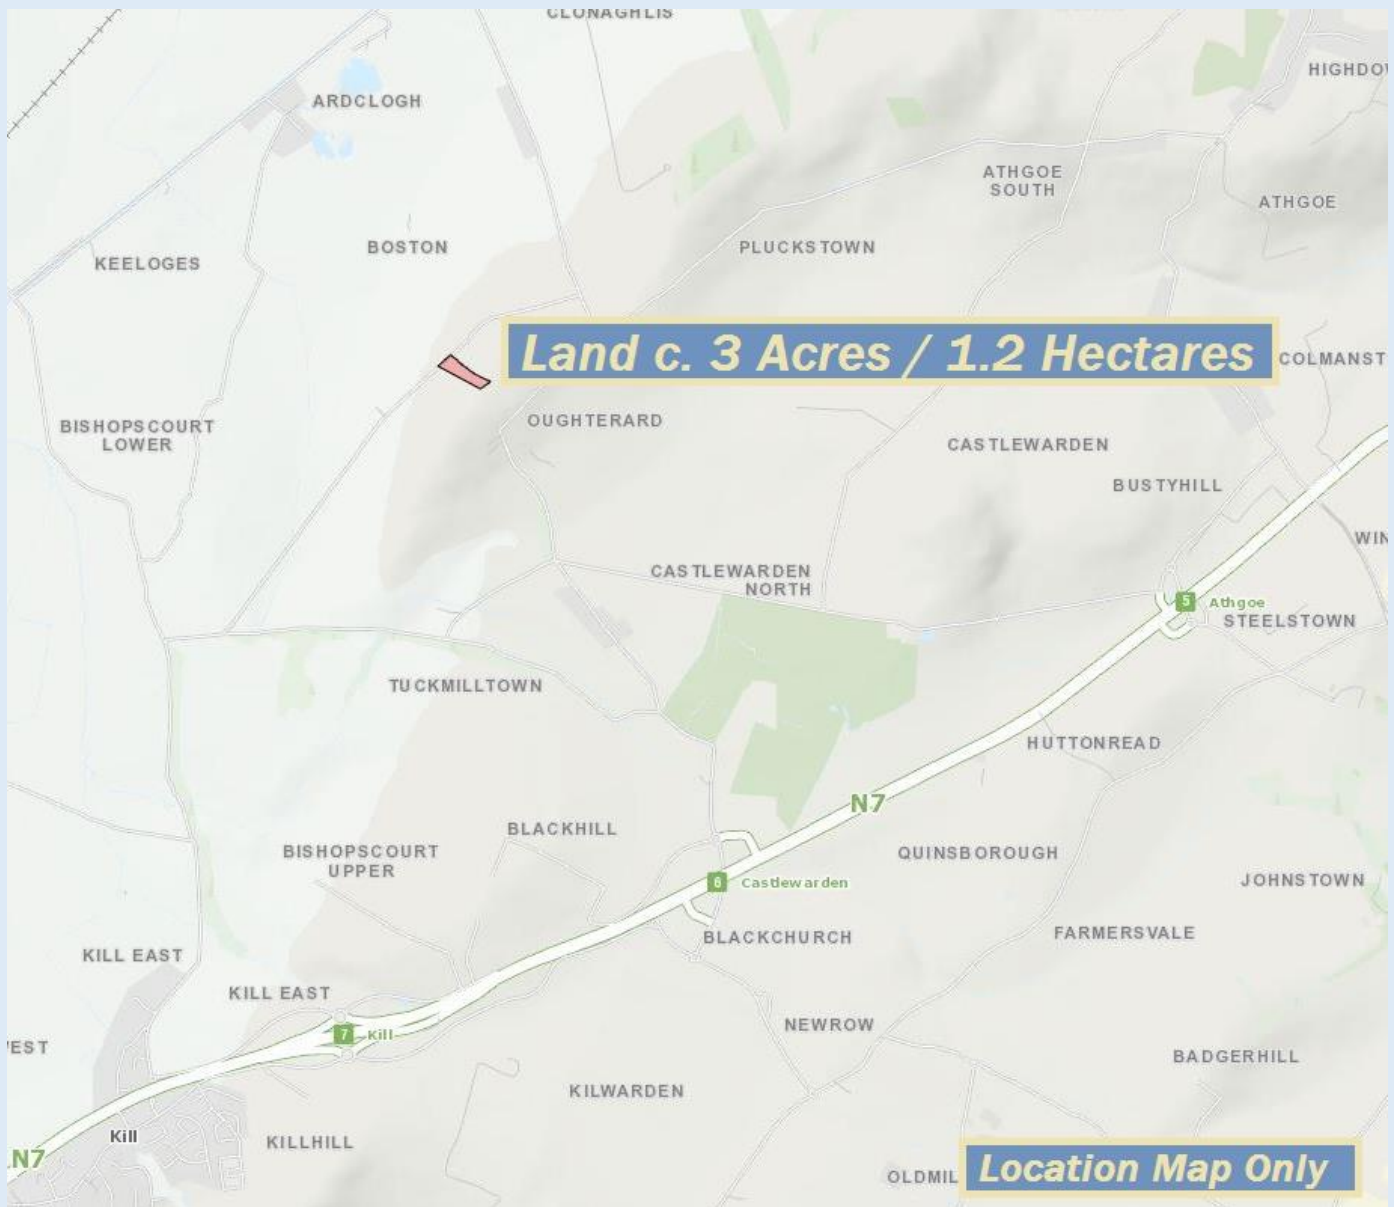 CLONAGHLIS
HIGHDO
ARDCLOGH
ATHGOE
SOUTH
ATHGOE
BOSTON
PLUCKSTOWN
KEELOGES
Land c. 3 Acres / 1.2 Hectares
COLMANST
BISHOPSCOURT
LOWER
OUGHTERARD
CASTLEWARDEN
BUSTYHILL
WIN
CASTLEWARDEN
NORTH
5 Athgoe
STEELSTOWN
TUCKMILLTOWN
HUTTONREAD
N7
BLACKHILL
BISHOPSCOURT
UPPER
QUINSBOROUGH
6 Castlewarden
JOHNSTOWN
BLACKCHURCH
FARMERSVALE
KILL EAST
KILL EAST
NEWROW
7 Kill
EST
BADGERHILL
KILWARDEN
Kill
KILLHILL
N7
OLDMIL
Location Map Only